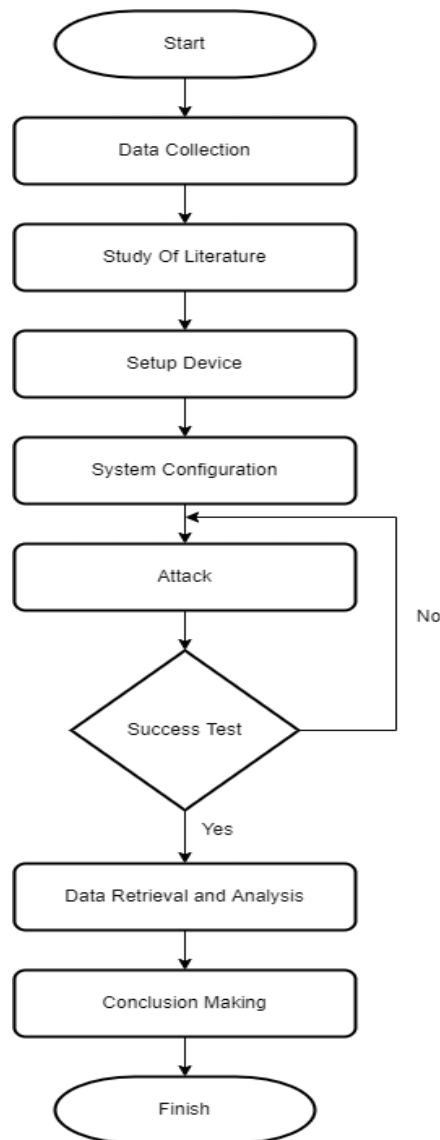 Start
Data Collection
Study Of Literature
Setup Device
System Configuration
Attack
No
Success Test
Yes
Data Retrieval and Analysis
Conclusion Making
Finish